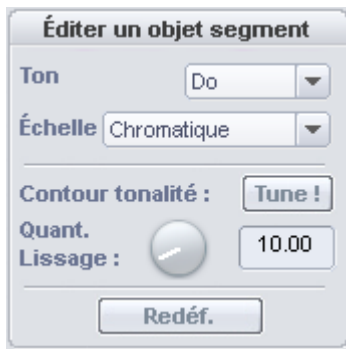 Éditer un objet segment
Ton Do
Échelle Chromatique
Contour tonalité : Tune !
Quant.
Lissage : 10.00
Redéf.